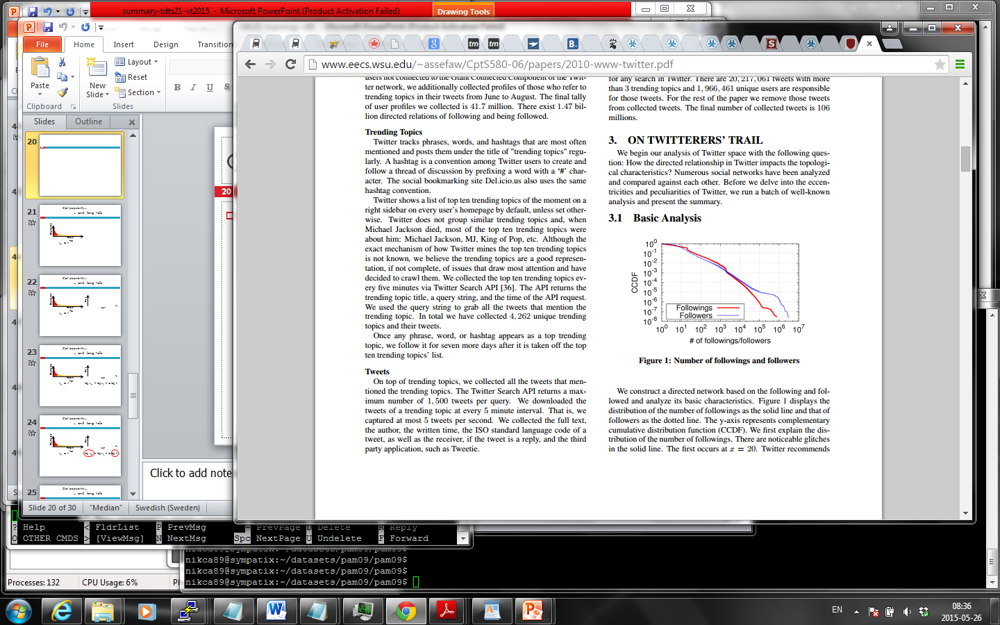 summary-tdts21-vt2015 - Microsoft PowerPoint (Product Activation Failed)
Drawing Tools
File
Home
Insert
Design
Transition
Paste
Clipboard
New
Slide
Layout
Reset
Section
Slides
B I U S
Slides
Outline
20
21
22
23
24
25
20
Click to add note
Slide 20 of 30
"Median"
Swedish (Sweden)
www.eecs.wsu.edu/~assefaw/CptS580-06/papers/2010-www-twitter.pdf
users not connected to the Giant Connected Component of the Twit-
ter network, we additionally collected profiles of those who refer to
trending topics in their tweets from June to August. The final tally
of user profiles we collected is 41.7 million. There exist 1.47 bil-
lion directed relations of following and being followed.
Trending Topics
Twitter tracks phrases, words, and hashtags that are most often
mentioned and posts them under the title of "trending topics" regu-
larly. A hashtag is a convention among Twitter users to create and
follow a thread of discussion by prefixing a word with a '#' char-
acter. The social bookmarking site Del.icio.us also uses the same
hashtag convention.
Twitter shows a list of top ten trending topics of the moment on a
right sidebar on every user's homepage by default, unless set other-
wise. Twitter does not group similar trending topics and, when
Michael Jackson died, most of the top ten trending topics were
about him: Michael Jackson, MJ, King of Pop, etc. Although the
exact mechanism of how Twitter mines the top ten trending topics
is not known, we believe the trending topics are a good represen-
tation, if not complete, of issues that draw most attention and have
decided to crawl them. We collected the top ten trending topics ev-
ery five minutes via Twitter Search API [36]. The API returns the
trending topic title, a query string, and the time of the API request.
We used the query string to grab all the tweets that mention the
trending topic. In total we have collected 4,262 unique trending
topics and their tweets.
Once any phrase, word, or hashtag appears as a top trending
topic, we follow it for seven more days after it is taken off the top
ten trending topics' list.
Tweets
On top of trending topics, we collected all the tweets that men-
tioned the trending topics. The Twitter Search API returns a max-
imum number of 1,500 tweets per query. We downloaded the
tweets of a trending topic at every 5 minute interval. That is, we
captured at most 5 tweets per second. We collected the full text,
the author, the written time, the ISO standard language code of a
tweet, as well as the receiver, if the tweet is a reply, and the third
party application, such as Tweetie.
for any search in Twitter. There are 20,217,061 tweets with more
than 3 trending topics and 1,966,461 unique users are responsible
for those tweets. For the rest of the paper we remove those tweets
from collected tweets. The final number of collected tweets is 106
millions.
3. ON TWITTERERS' TRAIL
We begin our analysis of Twitter space with the following ques-
tion: How the directed relationship in Twitter impacts the topologi-
cal characteristics? Numerous social networks have been analyzed
and compared against each other. Before we delve into the eccen-
tricities and peculiarities of Twitter, we run a batch of well-known
analysis and present the summary.
3.1 Basic Analysis
CCDF
10^0
10^-1
10^-2
10^-3
10^-4
10^-5
10^-6
10^-7
10^-8
Followings
Followers
10^0 10^1 10^2 10^3 10^4 10^5 10^6 10^7
# of followings/followers
Figure 1: Number of followings and followers
We construct a directed network based on the following and fol-
lowed and analyze its basic characteristics. Figure 1 displays the
distribution of the number of followings as the solid line and that of
followers as the dotted line. The y-axis represents complementary
cumulative distribution function (CCDF). We first explain the dis-
tribution of the number of followings. There are noticeable glitches
in the solid line. The first occurs at x = 20. Twitter recommends
? Help < FldrList P PrevMsg - PrevPage D Delete R Reply
O OTHER CMDS > [ViewMsg] N NextMsg Spc NextPage U Undelete F Forward
nikca89@sympatix:~/datasets/pam09/pam09$
nikca89@sympatix:~/datasets/pam09/pam09$
nikca89@sympatix:~/datasets/pam09/pam09$
nikca89@sympatix:~/datasets/pam09/pam09$
Processes: 132
CPU Usage: 6%
EN
08:36
2015-05-26